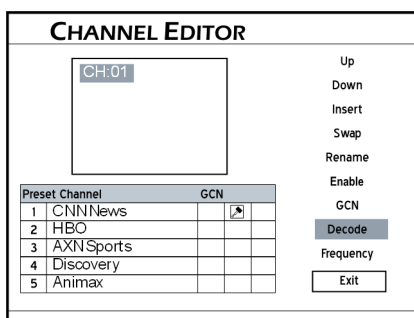 CHANNEL EDITOR
CH:01
Up
Down
Insert
Swap
Rename
Enable
GCN
Decode
Frequency
Exit
Preset Channel GCN
1 CNNNews
2 HBO
3 AXNSports
4 Discovery
5 Animax